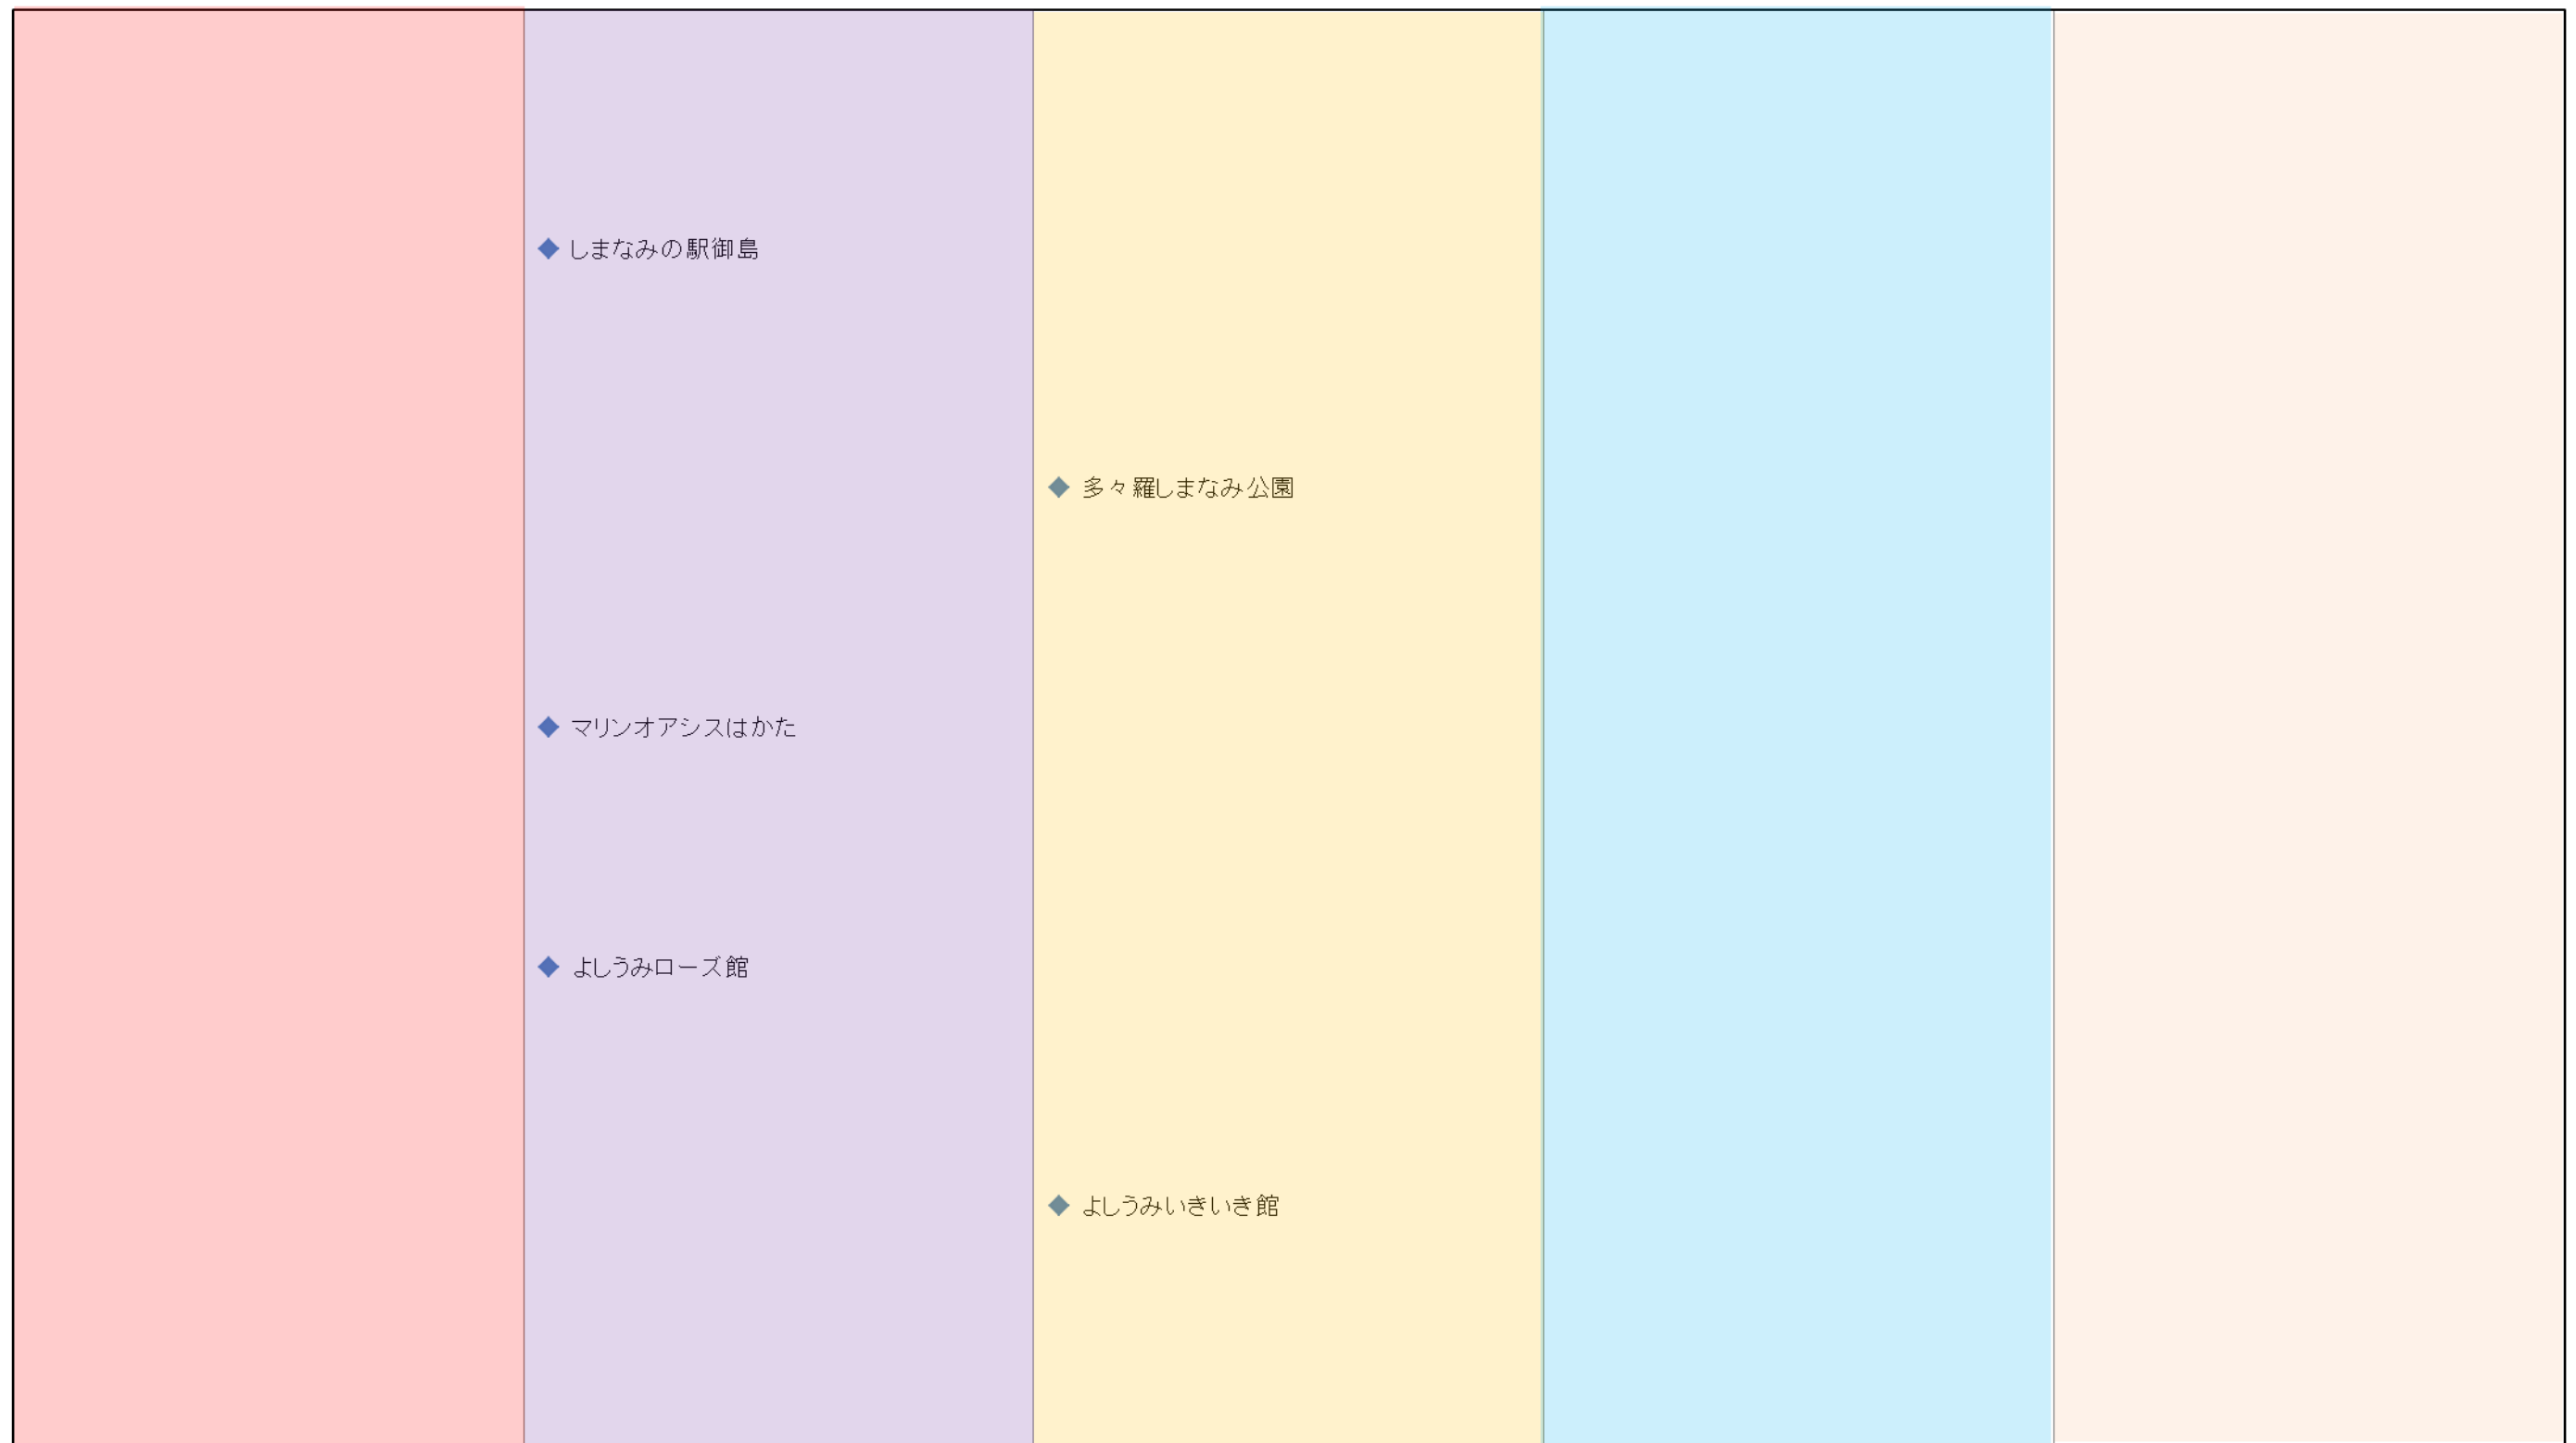 しまなみの駅御島
多々羅しまなみ公園
マリンオアシスはかた
よしうみローズ館
よしうみいきいき館